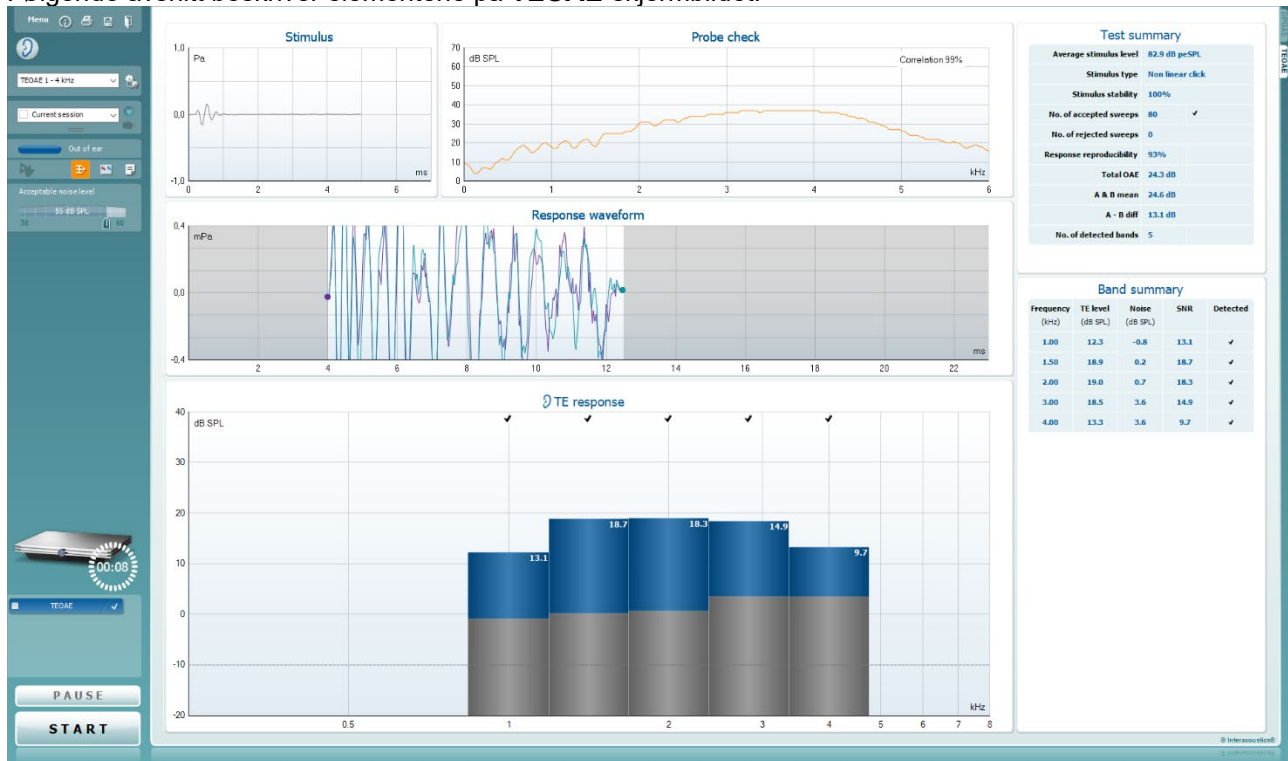 Følgende avsnitt beskriver elementene på TEOAE-skjermbildet:
Menu
TEOAE 1 - 4 kHz
Current session
Out of ear
Acceptable noise level
55 dB SPL
30 60
00:08
TEOAE
PAUSE
START
Stimulus
1,0
Pa
0,0
-1,0
ms
0 2 4 6
Probe check
70
dB SPL
Correlation 99%
60
50
40
30
20
10
0
kHz
0 1 2 3 4 5 6
Response waveform
0,4
mPa
0,0
-0,4
ms
2 4 6 8 10 12 14 16 18 20 22
TE response
40
dB SPL
30
20
10
0
-10
-20
13.1 18.7 18.3 14.9 9.7
kHz
0.5 1 2 3 4 5 6 7 8
Test summary
Average stimulus level 82.9 dB peSPL
Stimulus type Non linear click
Stimulus stability 100%
No. of accepted sweeps 80 ✓
No. of rejected sweeps 0
Response reproducibility 93%
Total OAE 24.3 dB
A & B mean 24.6 dB
A - B diff 13.1 dB
No. of detected bands 5
Band summary
Frequency TE level Noise SNR Detected
(kHz) (dB SPL) (dB SPL)
1.00 12.3 -0.8 13.1 ✓
1.50 18.9 0.2 18.7 ✓
2.00 19.0 0.7 18.3 ✓
3.00 18.5 3.6 14.9 ✓
4.00 13.3 3.6 9.7 ✓
TEOAE
® Interacoustics®